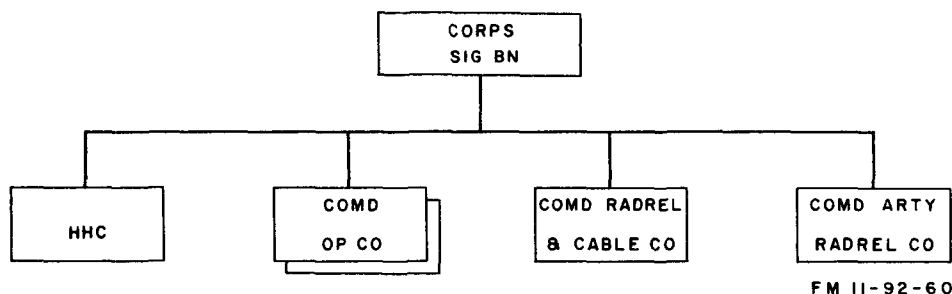 CORPS
SIG BN
HHC
COMD
OP CO
COMD RADREL
& CABLE CO
COMD ARTY
RADREL CO
FM 11-92-60